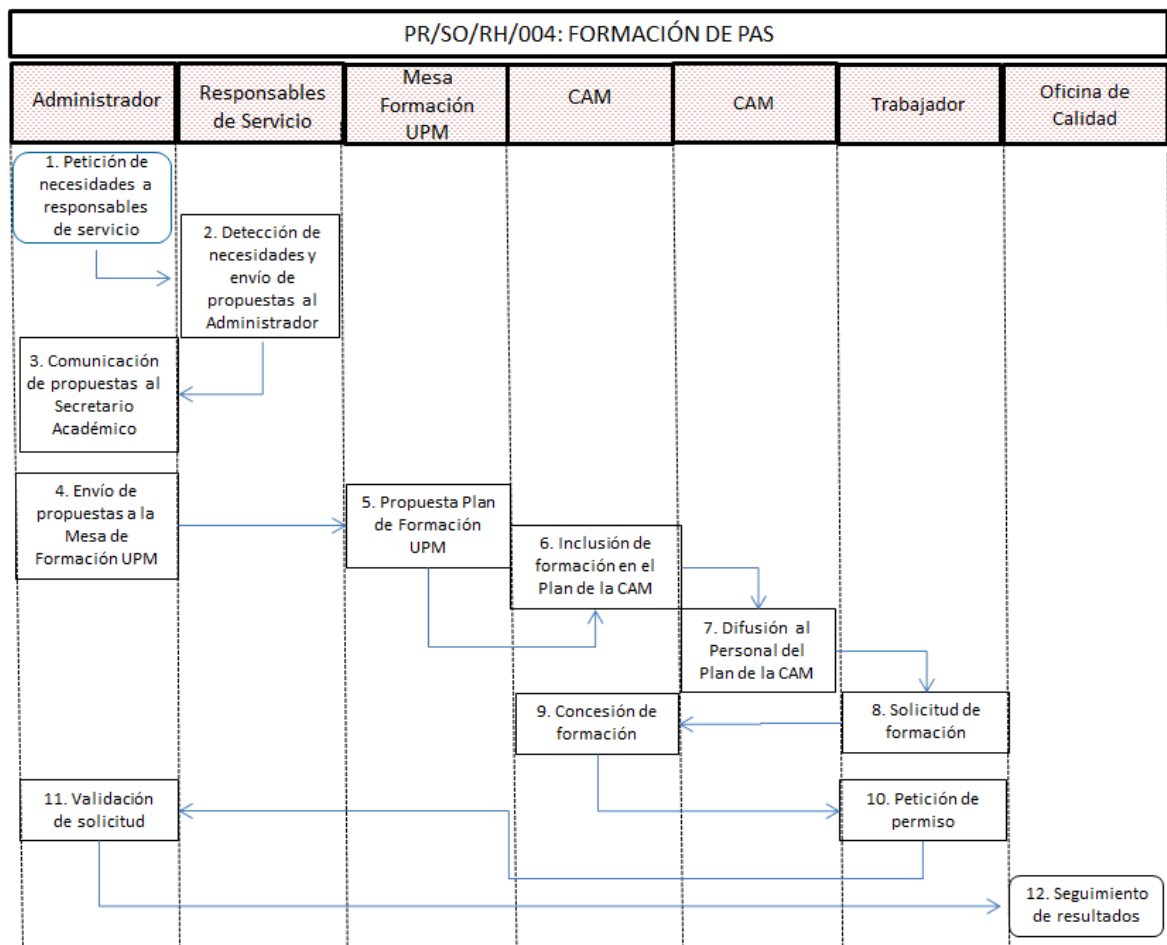 PR/SO/RH/004: FORMACIÓN DE PAS
Administrador
Responsables
de Servicio
Mesa
Formación
UPM
CAM
CAM
Trabajador
Oficina de
Calidad
1. Petición de
necesidades a
responsables
de servicio
2. Detección de
necesidades y
envío de
propuestas al
Administrador
3. Comunicación
de propuestas al
Secretario
Académico
4. Envío de
propuestas a la
Mesa de
Formación UPM
5. Propuesta Plan
de Formación
UPM
6. Inclusión de
formación en el
Plan de la CAM
7. Difusión al
Personal del
Plan de la CAM
8. Solicitud de
formación
9. Concesión de
formación
10. Petición de
permiso
11. Validación
de solicitud
12. Seguimiento
de resultados